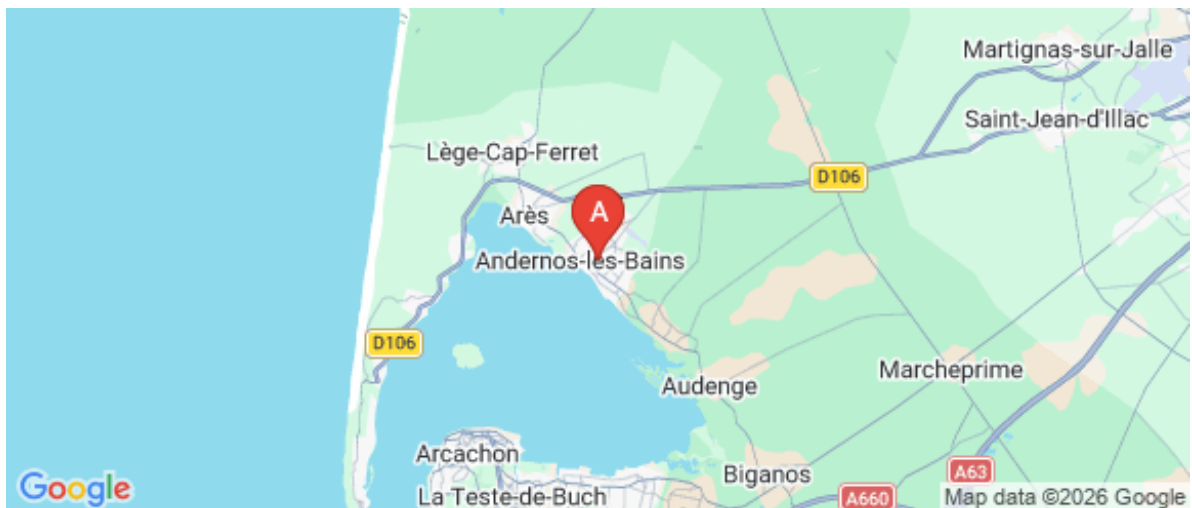 Martignas-sur-Jalle
Saint-Jean-d'Illac
Lège-Cap-Ferret
D106
A
Arès
Andernos-les-Bains
D106
Marcheprime
Audenge
Arcachon
Biganos
A63
La Teste-de-Buch
A660
Google
Map data ©2026 Google